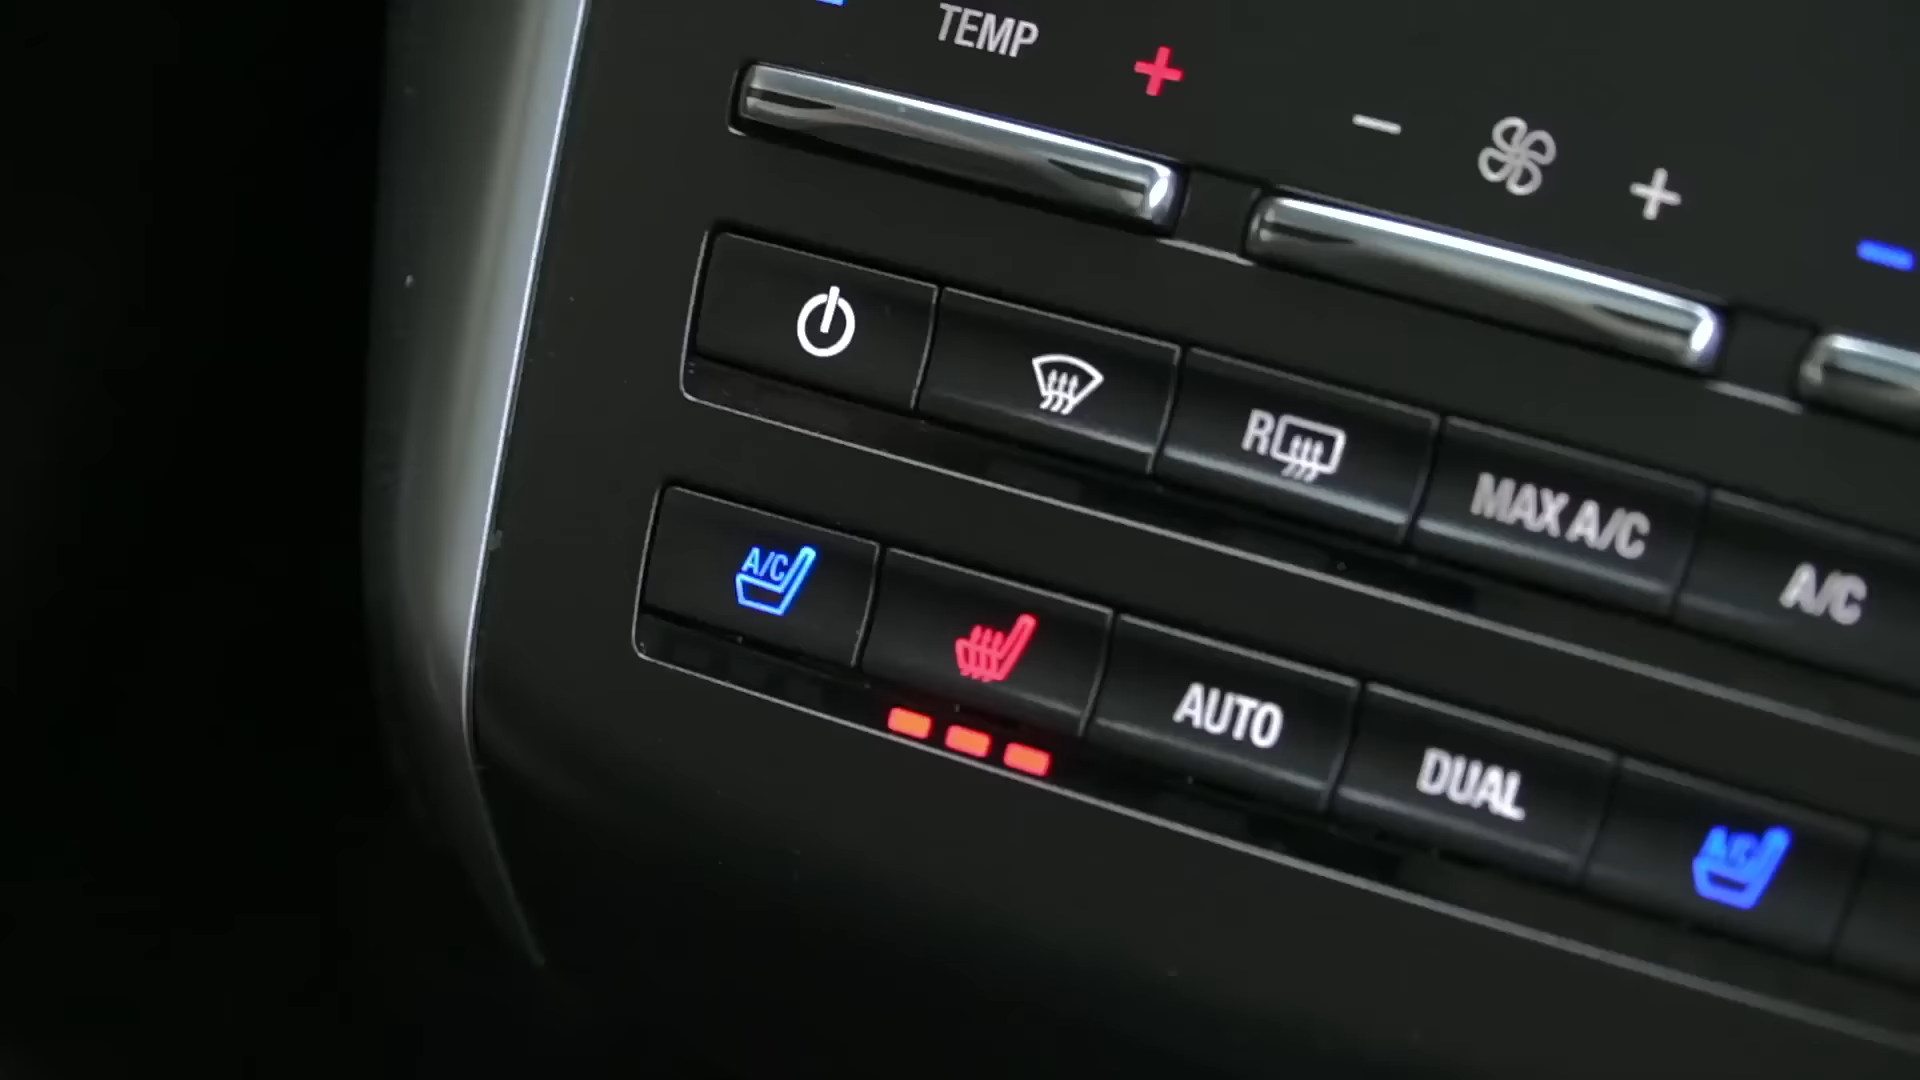 TEMP +
- +
-
R
MAX A/C
A/C
A/C
AUTO
DUAL
A/C